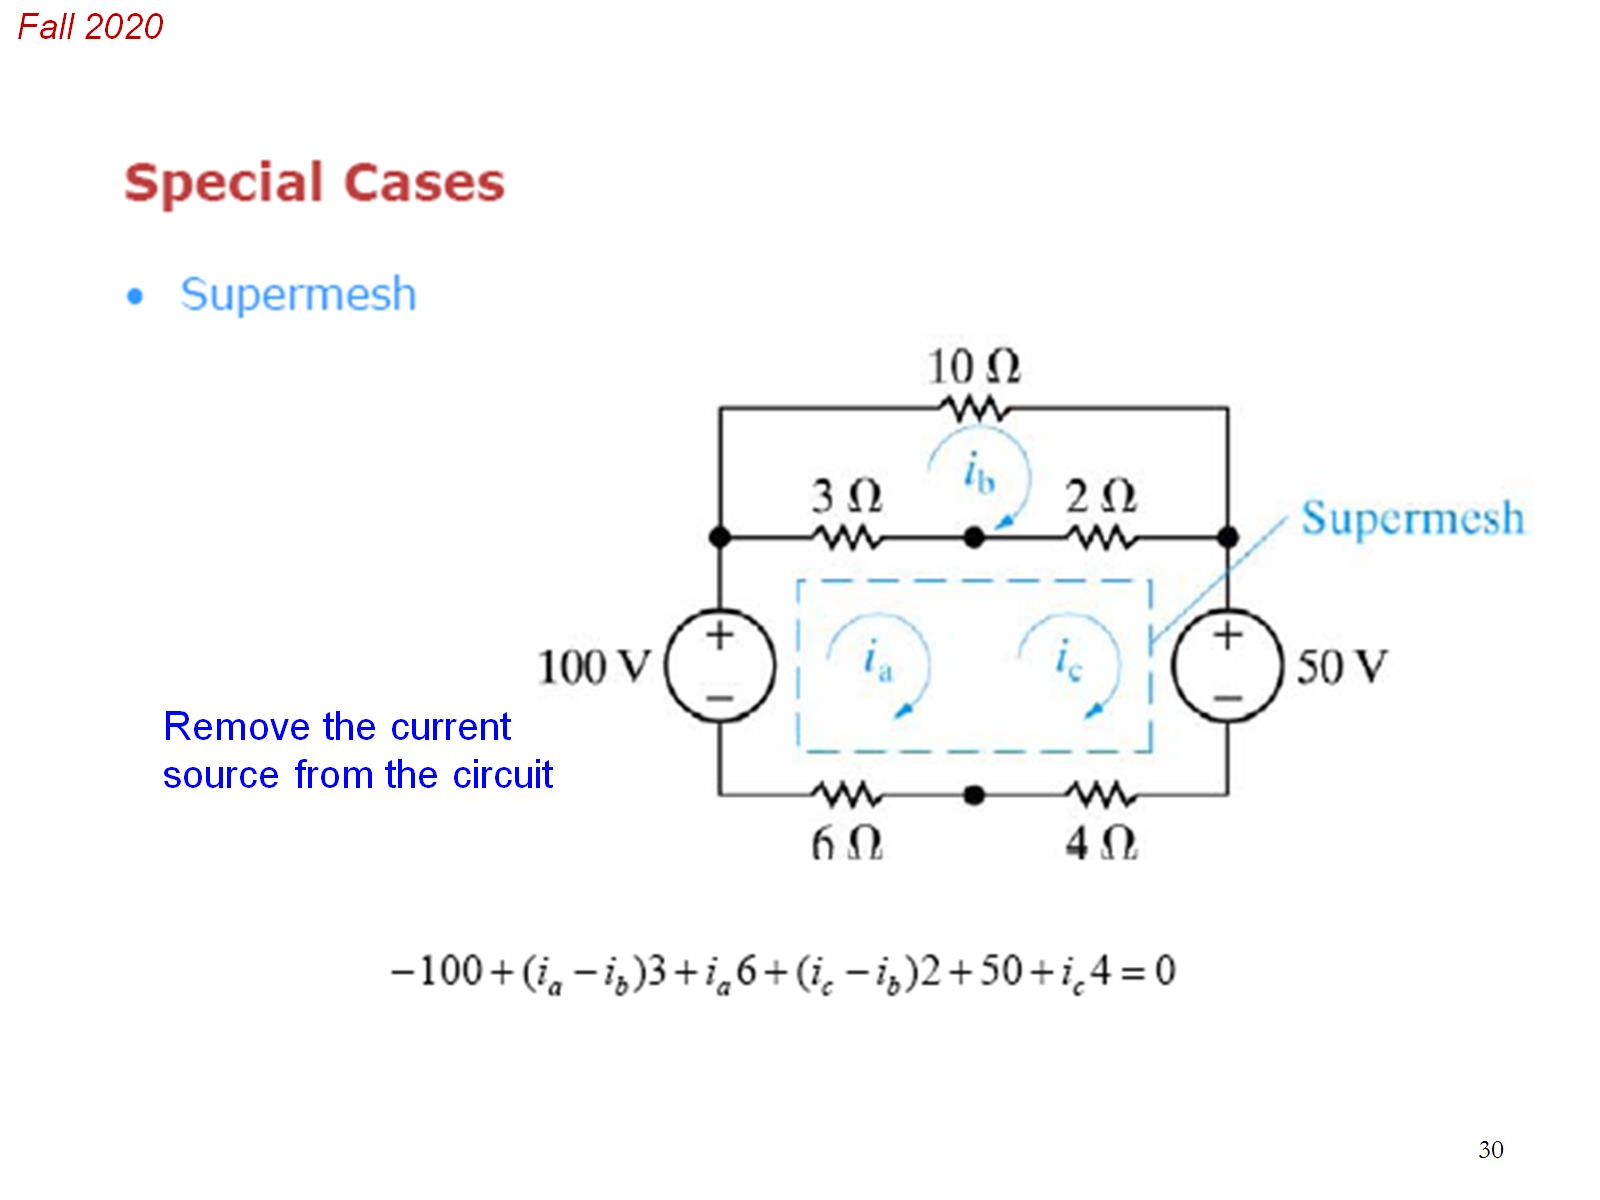 Fall 2020
Special Cases
• Supermesh
10 Ω
i_b
3 Ω
2 Ω
Supermesh
+
+
100 V
i_a
i_c
50 V
−
−
Remove the current
source from the circuit
6 Ω
4 Ω
−100+(i_a −i_b)3+i_a6+(i_c −i_b)2+50+i_c4=0
30